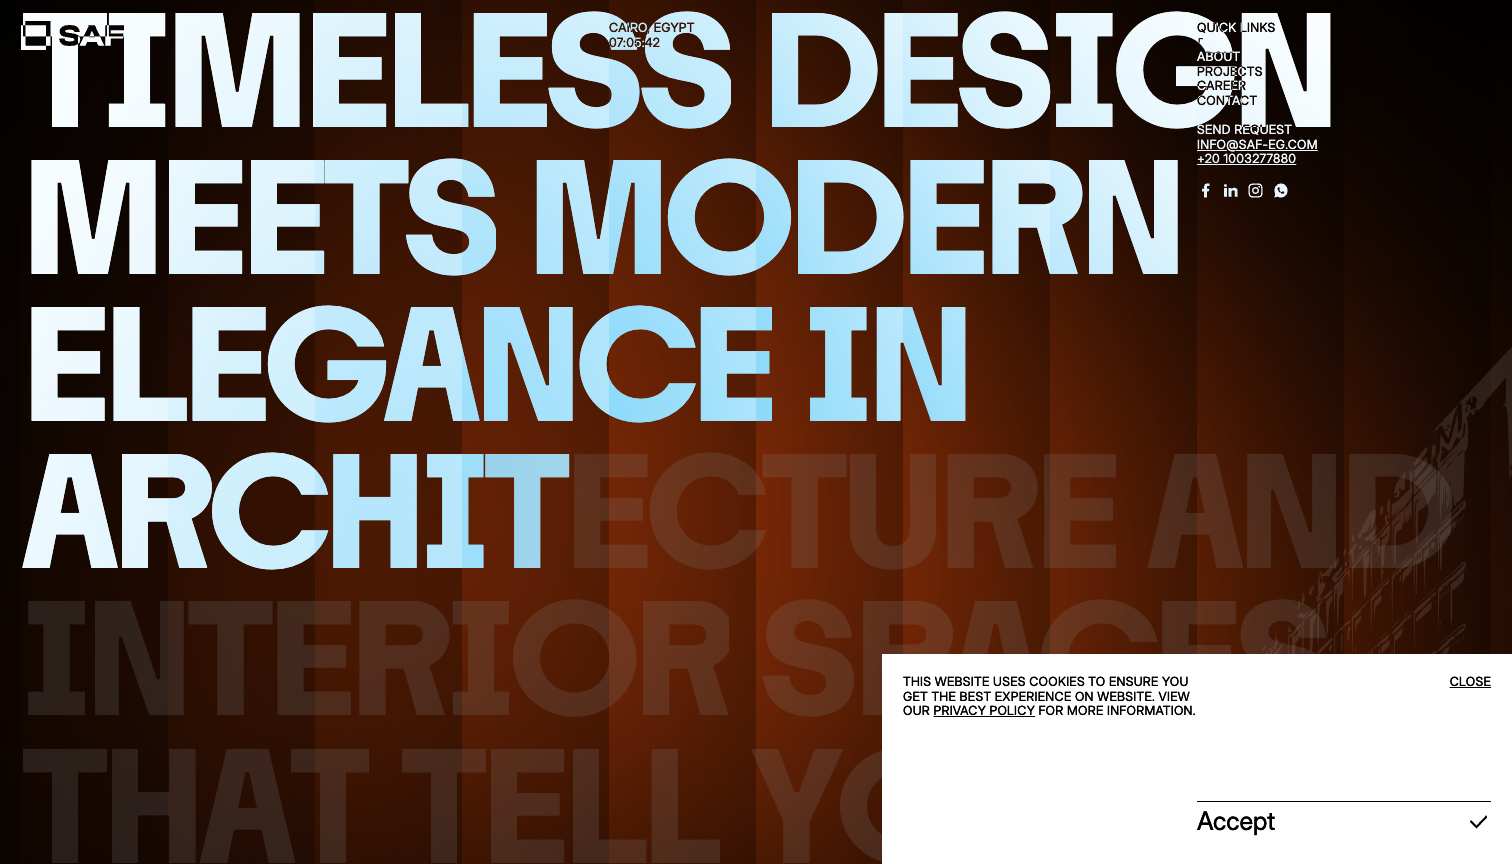 SAF
CAIRO, EGYPT
07:05:42
QUICK LINKS
ABOUT
PROJECTS
CAREER
CONTACT
SEND REQUEST
INFO@SAF-EG.COM
+20 1003277880
TIMELESS DESIGN
MEETS MODERN
ELEGANCE IN
ARCHITECTURE AND
INTERIOR SPACES
THAT TELL YO
THIS WEBSITE USES COOKIES TO ENSURE YOU
GET THE BEST EXPERIENCE ON WEBSITE. VIEW
OUR PRIVACY POLICY FOR MORE INFORMATION.
CLOSE
Accept